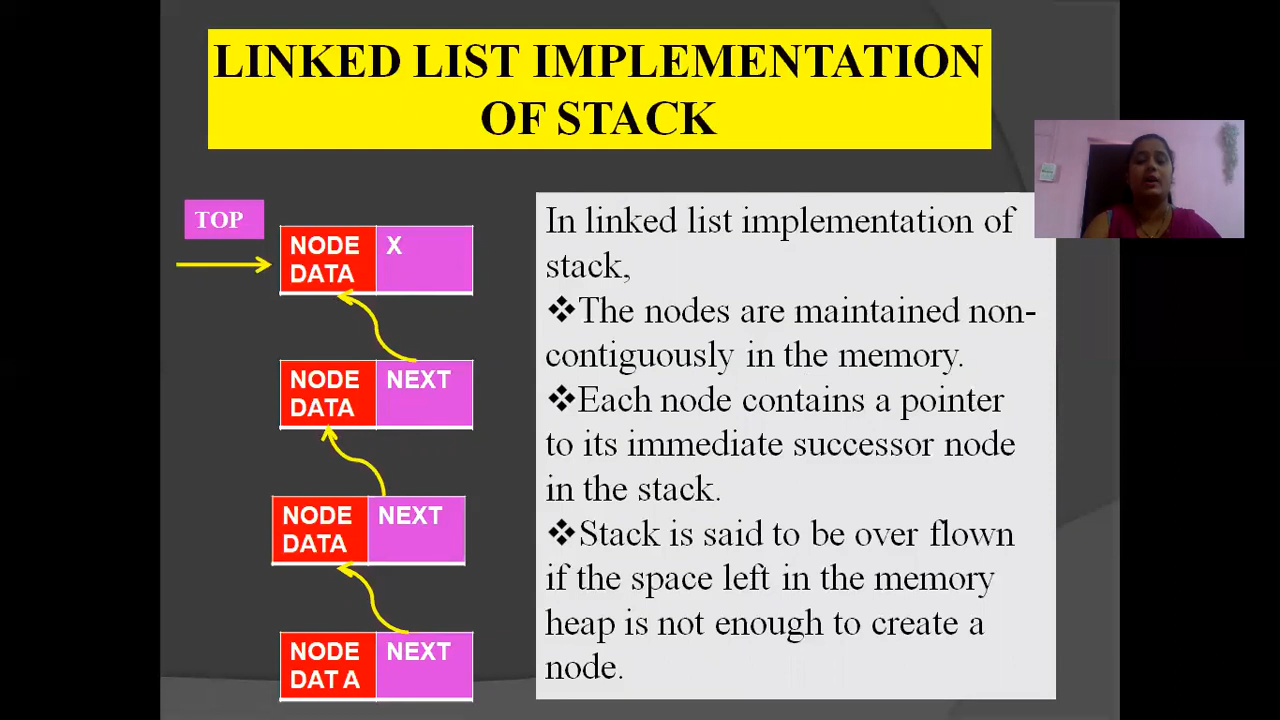 LINKED LIST IMPLEMENTATION
OF STACK
TOP
NODE X
DATA
NODE NEXT
DATA
NODE NEXT
DATA
NODE NEXT
DAT A
In linked list implementation of
stack,
❖The nodes are maintained non-
contiguously in the memory.
❖Each node contains a pointer
to its immediate successor node
in the stack.
❖Stack is said to be over flown
if the space left in the memory
heap is not enough to create a
node.